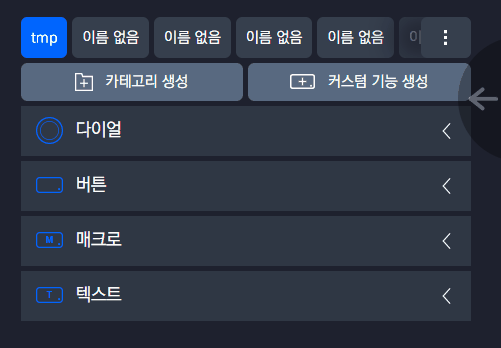 tmp 이름 없음 이름 없음 이름 없음 이름 없음
카테고리 생성 커스텀 기능 생성
다이얼
버튼
M 매크로
T 텍스트